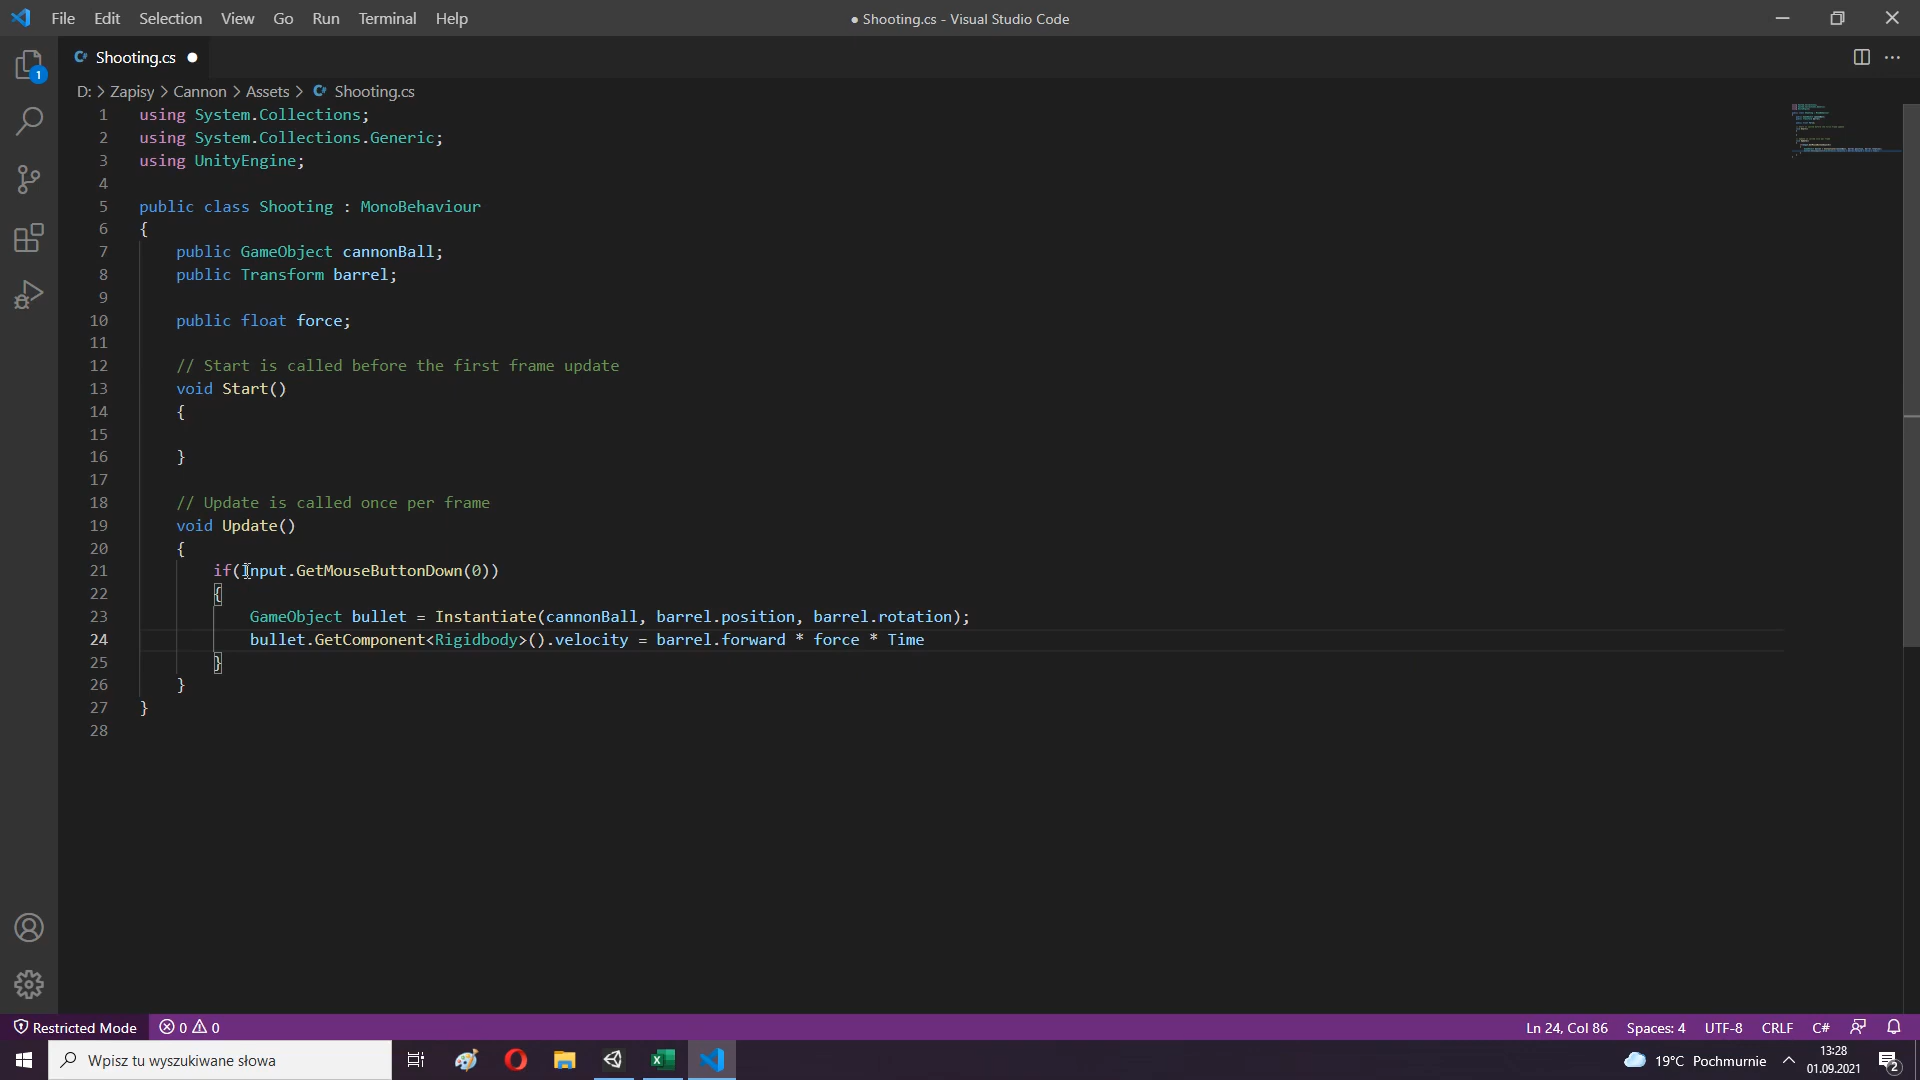 File Edit Selection View Go Run Terminal Help
● Shooting.cs - Visual Studio Code
1
Shooting.cs ●
D: > Zapisy > Cannon > Assets > Shooting.cs
1 using System.Collections;
2 using System.Collections.Generic;
3 using UnityEngine;
4
5 public class Shooting : MonoBehaviour
6 {
7 public GameObject cannonBall;
8 public Transform barrel;
9
10 public float force;
11
12 // Start is called before the first frame update
13 void Start()
14 {
15
16 }
17
18 // Update is called once per frame
19 void Update()
20 {
21 if(Input.GetMouseButtonDown(0))
22 {
23 GameObject bullet = Instantiate(cannonBall, barrel.position, barrel.rotation);
24 bullet.GetComponent<Rigidbody>().velocity = barrel.forward * force * Time
25 }
26 }
27 }
28
Restricted Mode 0 0
Ln 24, Col 86 Spaces: 4 UTF-8 CRLF C#
Wpisz tu wyszukiwane słowa
19°C Pochmurnie
13:28
01.09.2021
2